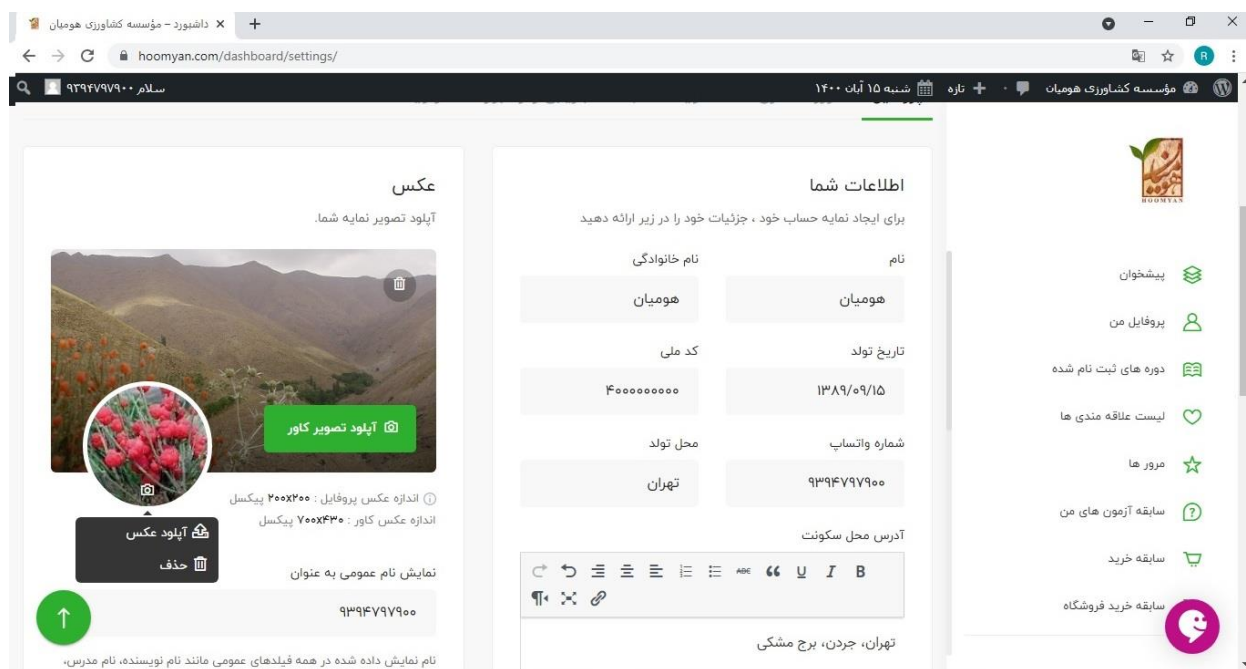 داشبورد – مؤسسه کشاورزی هومیان
hoomyan.com/dashboard/settings/
R
مؤسسه کشاورزی هومیان
۰
تازه
شنبه ۱۵ آبان ۱۴۰۰
سلام ۹۳۹۴۷۹۷۹۰۰
HOOMYAN
پیشخوان
پروفایل من
دوره های ثبت نام شده
لیست علاقه مندی ها
مرور ها
سابقه آزمون های من
سابقه خرید
سابقه خرید فروشگاه
اطلاعات شما
برای ایجاد نمایه حساب خود ، جزئیات خود را در زیر ارائه دهید
نام
نام خانوادگی
هومیان
هومیان
تاریخ تولد
کد ملی
۱۳۸۹/۰۹/۱۵
۴۰۰۰۰۰۰۰۰۰
شماره واتساپ
محل تولد
۹۳۹۴۷۹۷۹۰۰
تهران
آدرس محل سکونت
B I U ABC
تهران، جردن، برج مشکی
عکس
آپلود تصویر نمایه شما.
آپلود تصویر کاور
اندازه عکس پروفایل : ۲۰۰x۲۰۰ پیکسل
اندازه عکس کاور : ۷۰۰x۴۳۰ پیکسل
آپلود عکس
حذف
نمایش نام عمومی به عنوان
۹۳۹۴۷۹۷۹۰۰
نام نمایش داده شده در همه فیلدهای عمومی مانند نام نویسنده، نام مدرس،